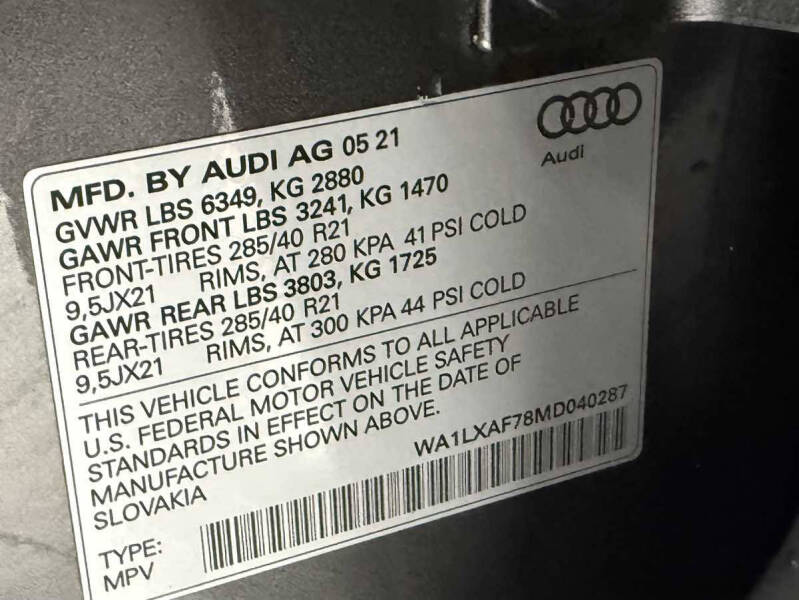 Audi
MFD. BY AUDI AG 05 21
GVWR LBS 6349, KG 2880
GAWR FRONT LBS 3241, KG 1470
FRONT-TIRES 285/40 R21
9,5JX21 RIMS, AT 280 KPA 41 PSI COLD
GAWR REAR LBS 3803, KG 1725
REAR-TIRES 285/40 R21
9,5JX21 RIMS, AT 300 KPA 44 PSI COLD
THIS VEHICLE CONFORMS TO ALL APPLICABLE
U.S. FEDERAL MOTOR VEHICLE SAFETY
STANDARDS IN EFFECT ON THE DATE OF
MANUFACTURE SHOWN ABOVE.
SLOVAKIA
WA1LXAF78MD040287
TYPE:
MPV